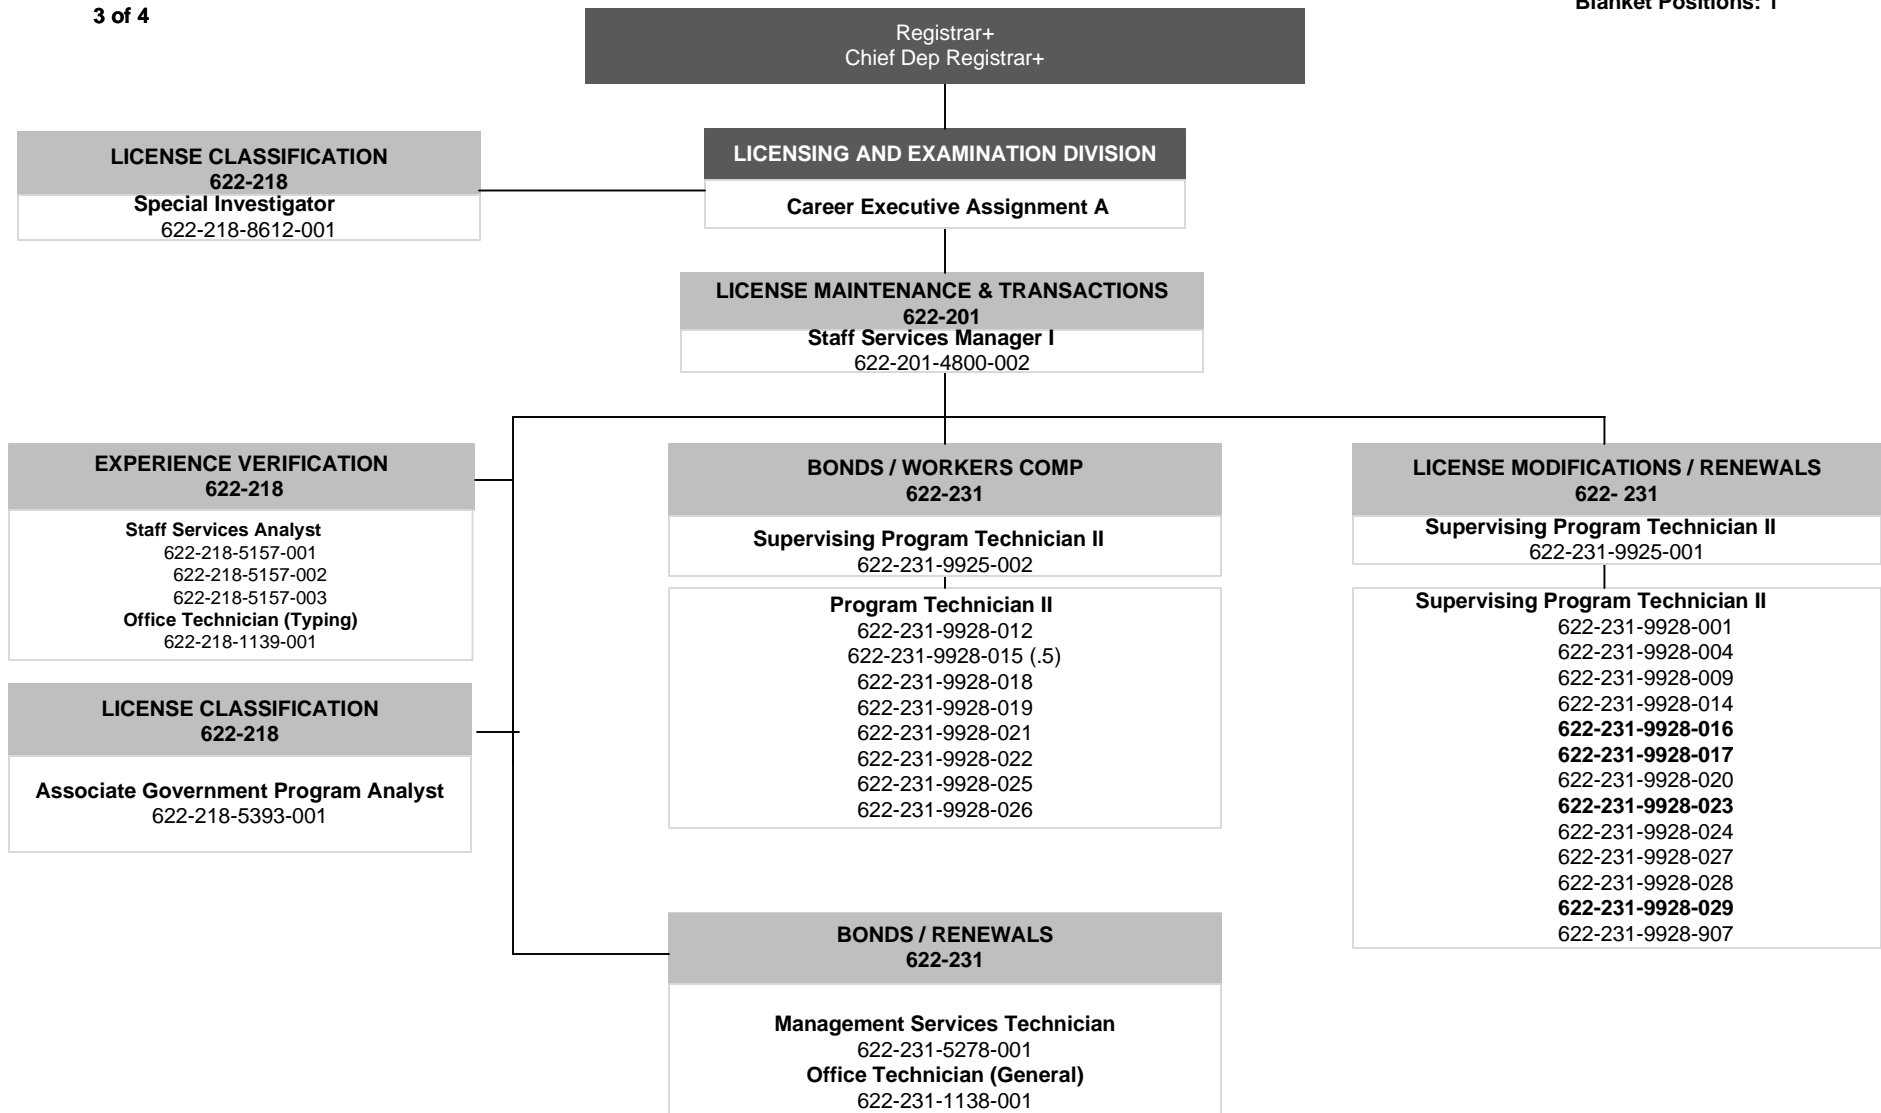 3 of 4
Blanket Positions: 1
Registrar+
Chief Dep Registrar+
LICENSE CLASSIFICATION
622-218
Special Investigator
622-218-8612-001
LICENSING AND EXAMINATION DIVISION
Career Executive Assignment A
LICENSE MAINTENANCE & TRANSACTIONS
622-201
Staff Services Manager I
622-201-4800-002
EXPERIENCE VERIFICATION
622-218
Staff Services Analyst
622-218-5157-001
622-218-5157-002
622-218-5157-003
Office Technician (Typing)
622-218-1139-001
LICENSE CLASSIFICATION
622-218
Associate Government Program Analyst
622-218-5393-001
BONDS / WORKERS COMP
622-231
Supervising Program Technician II
622-231-9925-002
Program Technician II
622-231-9928-012
622-231-9928-015 (.5)
622-231-9928-018
622-231-9928-019
622-231-9928-021
622-231-9928-022
622-231-9928-025
622-231-9928-026
BONDS / RENEWALS
622-231
Management Services Technician
622-231-5278-001
Office Technician (General)
622-231-1138-001
LICENSE MODIFICATIONS / RENEWALS
622- 231
Supervising Program Technician II
622-231-9925-001
Supervising Program Technician II
622-231-9928-001
622-231-9928-004
622-231-9928-009
622-231-9928-014
622-231-9928-016
622-231-9928-017
622-231-9928-020
622-231-9928-023
622-231-9928-024
622-231-9928-027
622-231-9928-028
622-231-9928-029
622-231-9928-907